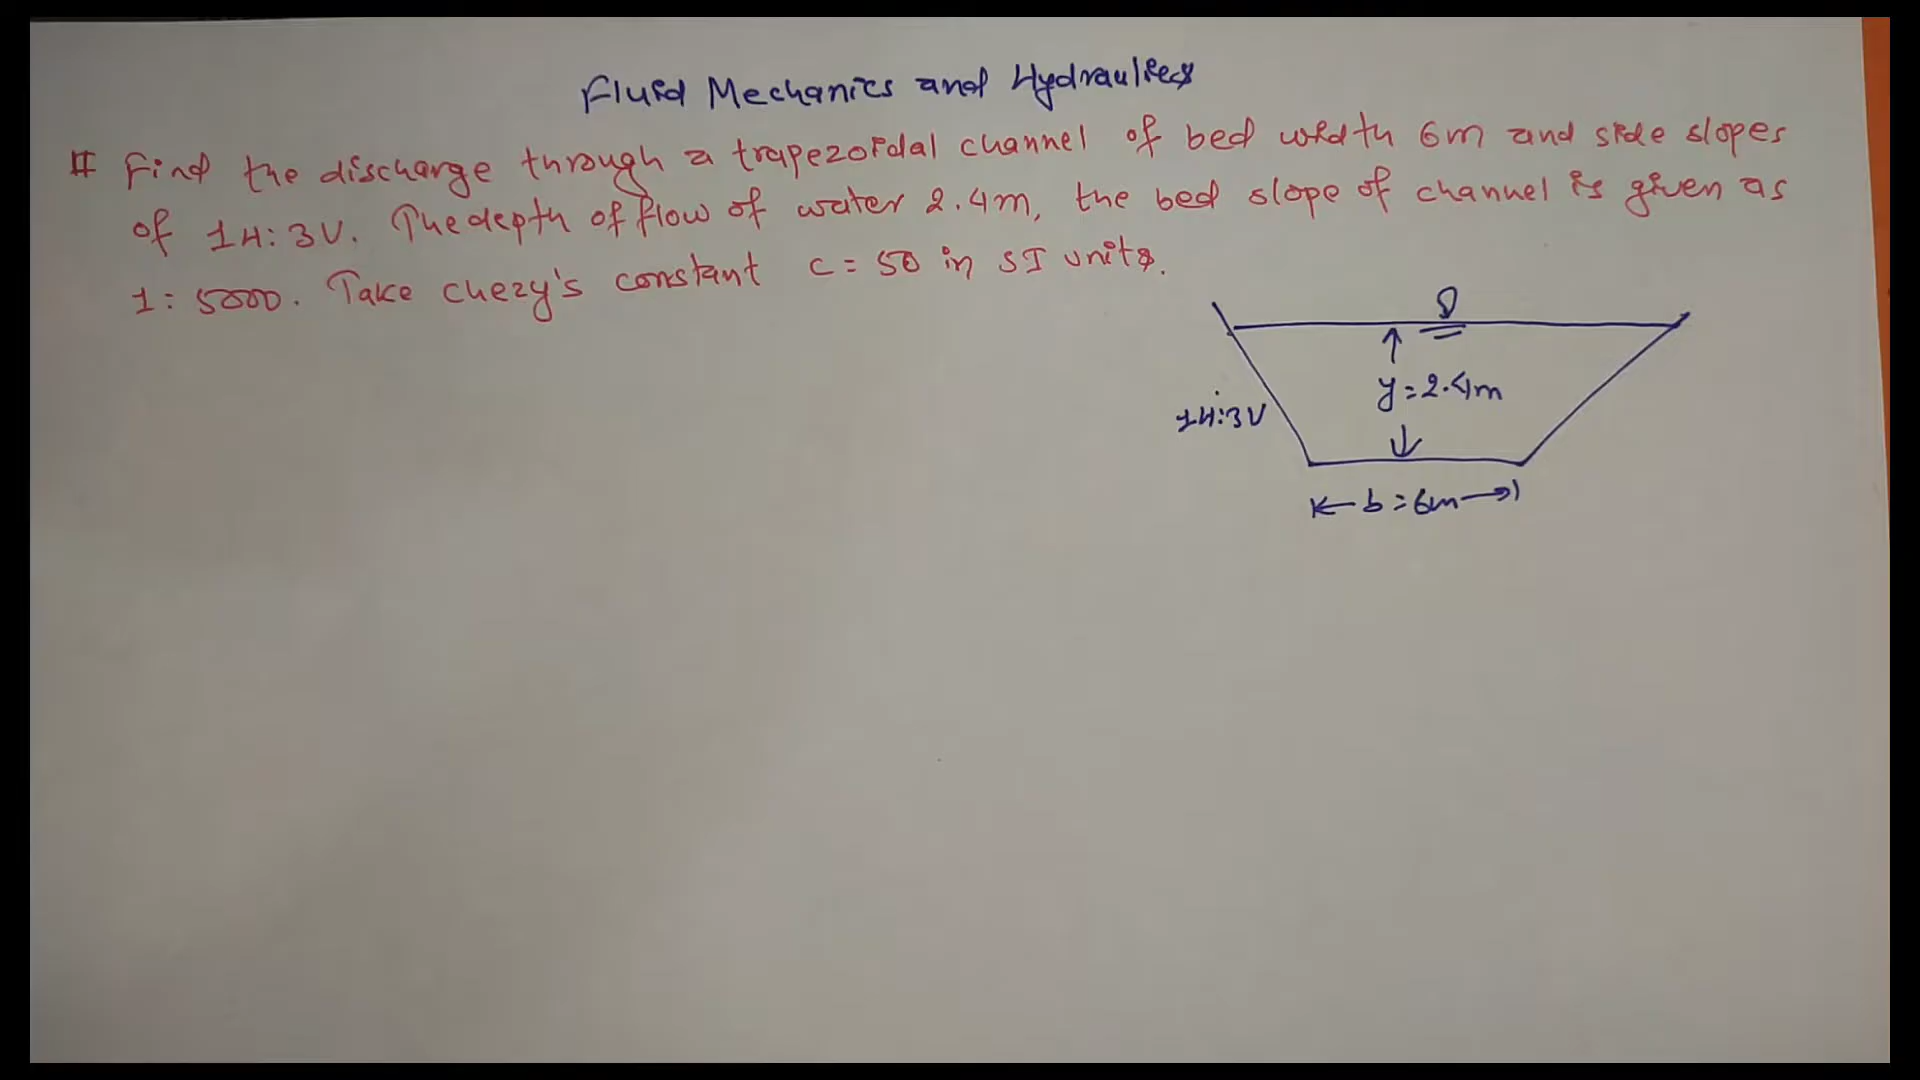 Fluid Mechanics and Hydraulics
# Find the discharge through a trapezoidal channel of bed width 6m and side slopes
of 1H:3V. The depth of flow of water 2.4m, the bed slope of channel is given as
1:5000. Take chezy's constant c=50 in SI units.
y=2.4m
1H:3V
b=6m